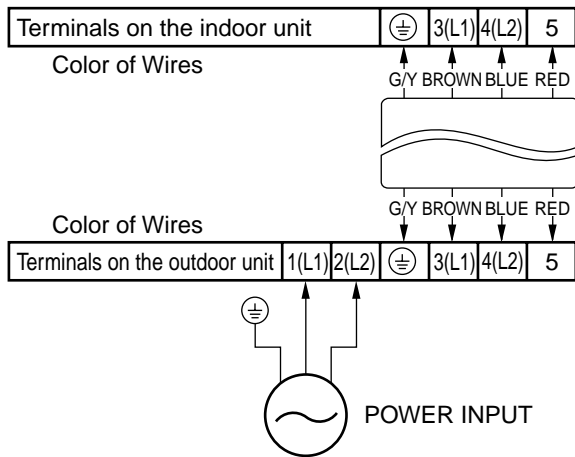 Terminals on the indoor unit 3(L1) 4(L2) 5
Color of Wires
G/Y BROWN BLUE RED
G/Y BROWN BLUE RED
Color of Wires
Terminals on the outdoor unit 1(L1) 2(L2) 3(L1) 4(L2) 5
POWER INPUT